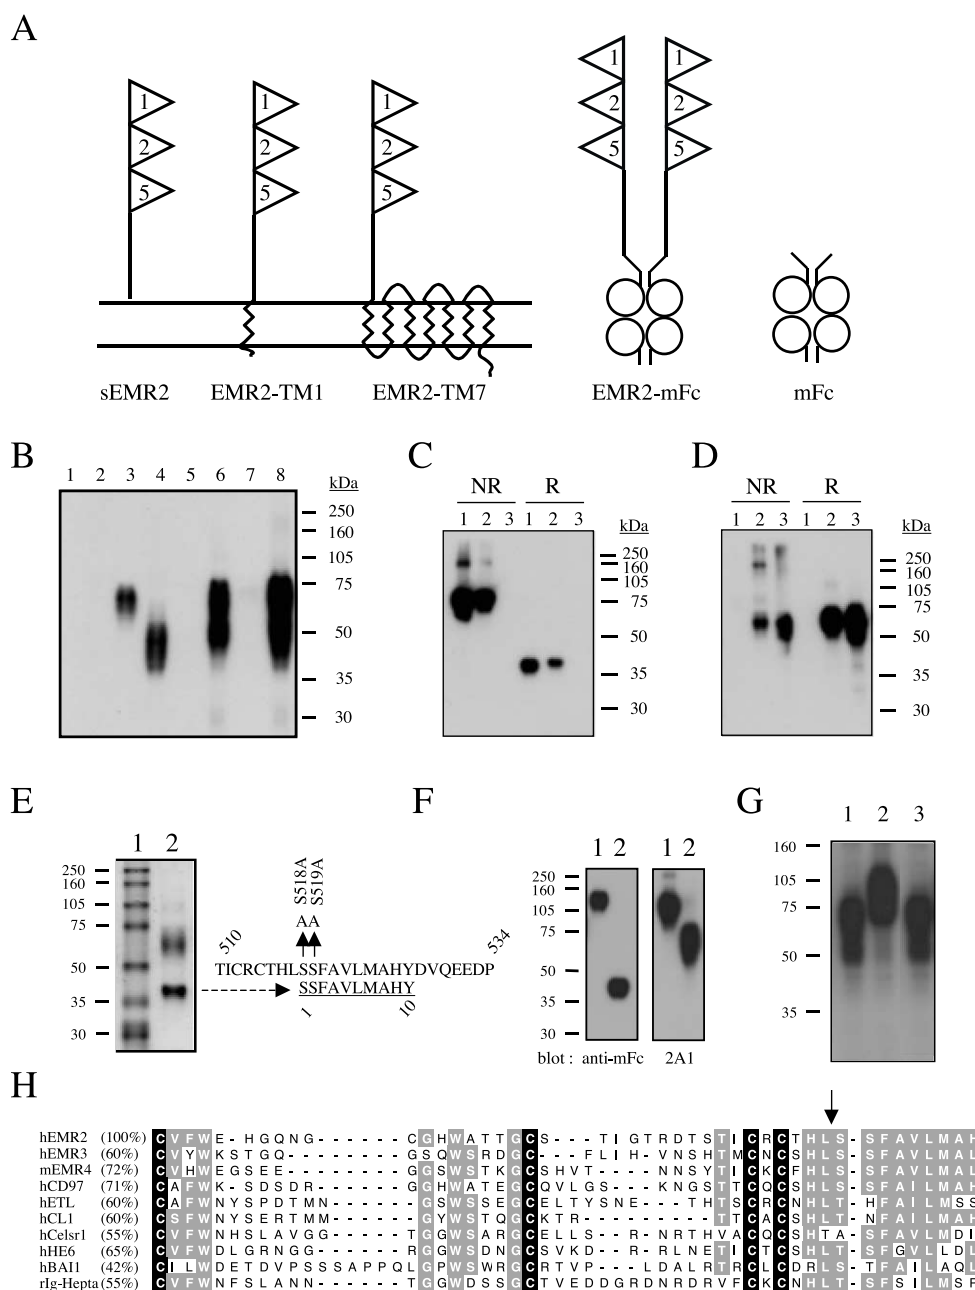 A
1 1 1 1 1
2 2 2 2 2
5 5 5 5 5
sEMR2 EMR2-TM1 EMR2-TM7 EMR2-mFc mFc
B
1 2 3 4 5 6 7 8
kDa
250
160
105
75
50
35
30
C
NR R
1 2 3 1 2 3
kDa
250
160
105
75
50
35
30
D
NR R
1 2 3 1 2 3
kDa
250
160
105
75
50
35
30
E
1 2
250
160
105
75
50
35
30
S518A
S519A
AA
510 534
TICRCTHLSSFAVLMAHYDVQEEDP
SSFAVLMAHY
1 10
F
1 2 1 2
250
160
105
75
50
35
30
blot : anti-mFc 2A1
G
1 2 3
160
105
75
50
35
H
hEMR2 (100%) C V F W E - H G Q N G - - - - - - - C G H W A T T G C S - - - T I G T R D T S T I C R C T H L S - S F A V L M A H
hEMR3 (60%) C V Y W K S T G Q - - - - - - - - G S Q W S R D G C - - - - F L I H - V N S H T M C N C S H L S - S F A V L M A L
mEMR4 (72%) C V H W E G S E E - - - - - - - - G G W S T K G C S H V T - - - - N N S Y T I C K C F H L S - S F A V L M A H
hCD97 (71%) C A F W K - S D S D R - - - - - - G G H W A T E G C Q V L G S - - - K N G S T T C Q C S H L S - S F A I L M A H
hETL (60%) C A F W N Y S P D T M N - - - - - G S W S S E G C E L T Y S N E - - - T H T S C R C N H L T - H F A I L M S S
hCL1 (60%) C S F W N Y S E R T M M - - - - - - G Y W S T Q G C K T R - - - - - - - - T T C A C S H L T - N F A I L M A H
hCelsr1 (55%) C V F W N H S L A V G G - - - - - T G G W S A R G C E L L S - - R - N R T H V A C Q C S H T A - S F A V L M D I
hHE6 (65%) C V F W D L G R N G G - - - - - - R G G W N D N G C S V K D - - R - R L N E T I C T C S H L T - S F G V L L D L
hBAI1 (42%) C I L W D E T D V P S S S A P P Q L G P W S W R G C R T V P - - - - L D A L R T R C L C D R L S - T F A I L A Q L
rIg-Hepta (55%) C V F W N F S L A N N - - - - - - T G G W D S S G C T V E D D G R D N R D R V F C K C N H L T - S F S I L M S P